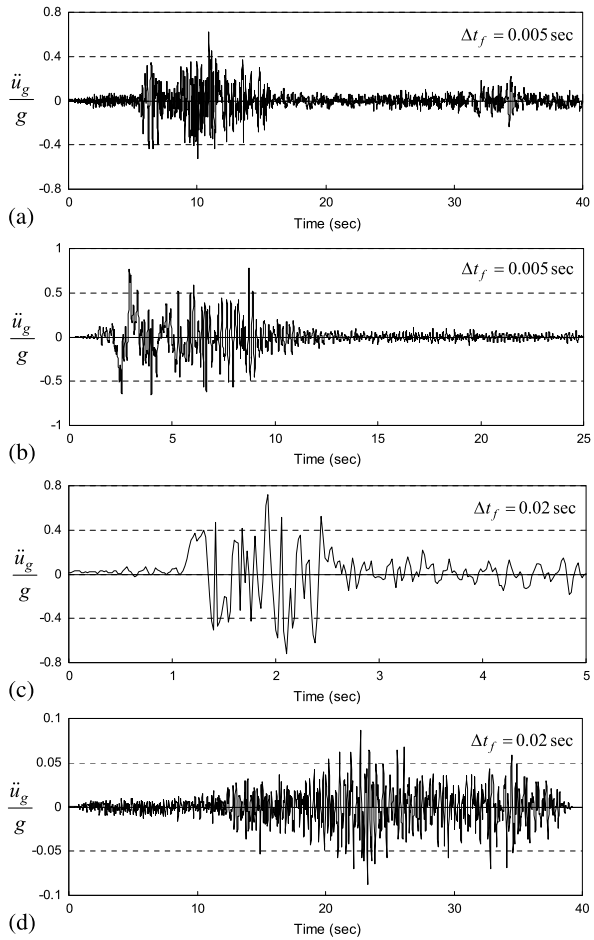 0.8
Δt_f = 0.005 sec
0.4
ü_g
g
0
-0.4
-0.8
0 10 20 30 40
Time (sec)
(a)
1
Δt_f = 0.005 sec
0.5
ü_g
g
0
-0.5
-1
0 5 10 15 20 25
Time (sec)
(b)
0.8
Δt_f = 0.02 sec
0.4
ü_g
g
0
-0.4
-0.8
0 1 2 3 4 5
Time (sec)
(c)
0.1
Δt_f = 0.02 sec
0.05
ü_g
g
0
-0.05
-0.1
0 10 20 30 40
Time (sec)
(d)